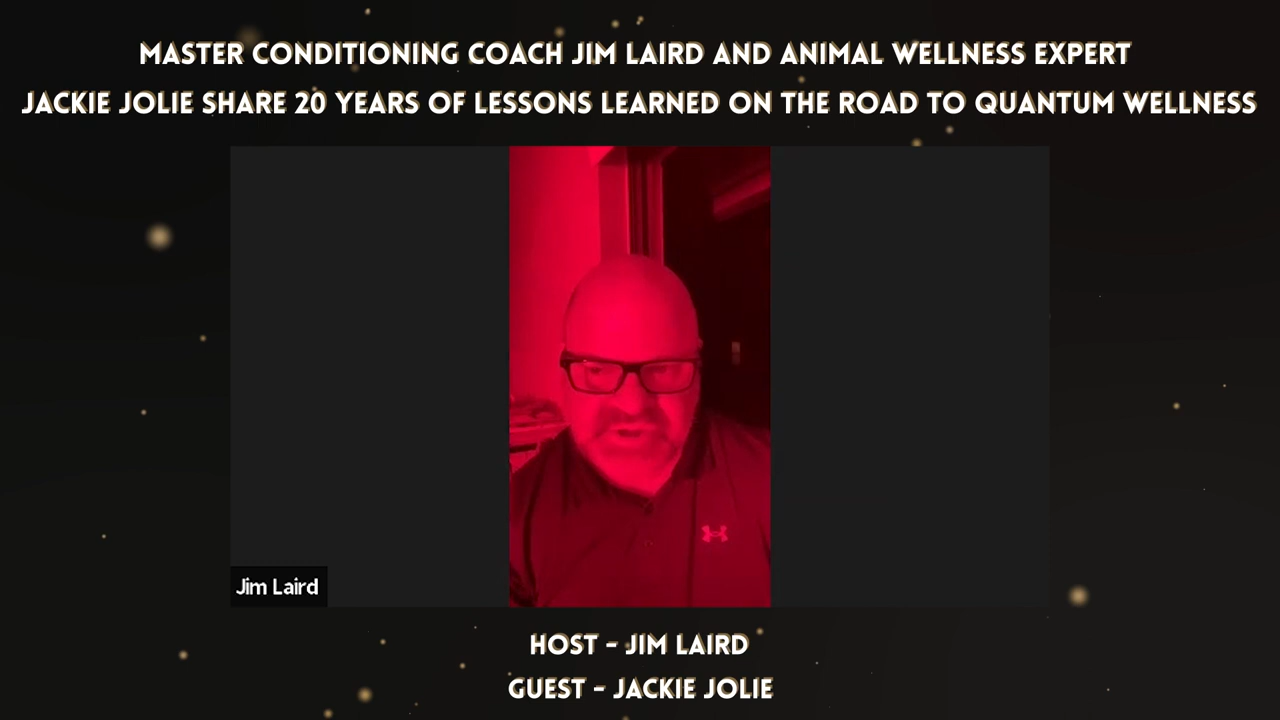 MASTER CONDITIONING COACH JIM LAIRD AND ANIMAL WELLNESS EXPERT
JACKIE JOLIE SHARE 20 YEARS OF LESSONS LEARNED ON THE ROAD TO QUANTUM WELLNESS
Jim Laird
HOST - JIM LAIRD
GUEST - JACKIE JOLIE